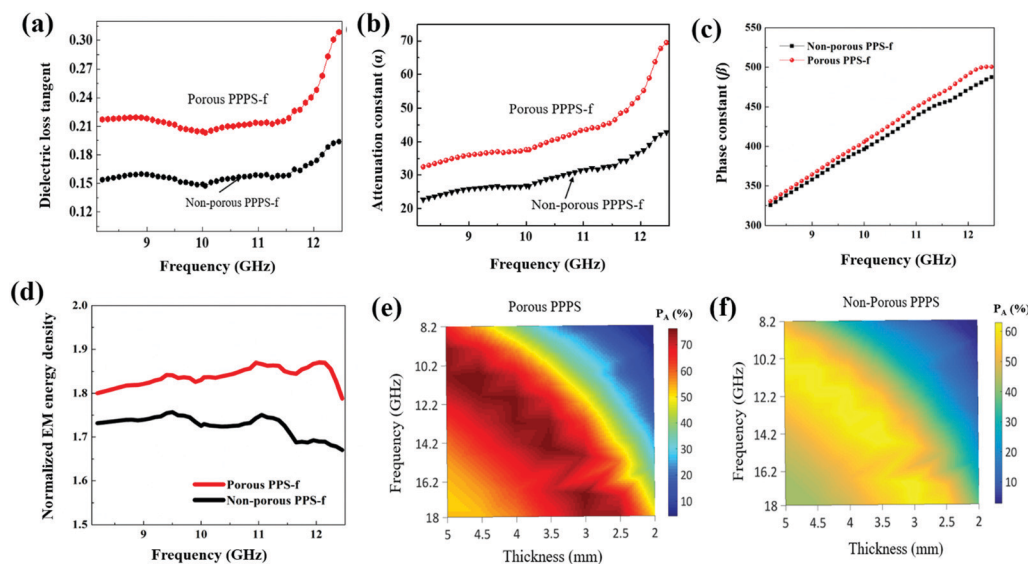 (a)
0.30
0.27
0.24
0.21
0.18
0.15
0.12
Dielectric loss tangent
Porous PPPS-f
Non-porous PPPS-f
9
10
11
12
Frequency (GHz)
(b)
70
60
50
40
30
20
Attenuation constant (α)
Porous PPPS-f
Non-porous PPPS-f
9
10
11
12
Frequency (GHz)
(c)
500
450
400
350
300
Phase constant (β)
Non-porous PPS-f
Porous PPS-f
9
10
11
12
Frequency (GHz)
(d)
1.9
1.8
1.7
1.6
1.5
Normalized EM energy density
Porous PPS-f
Non-porous PPS-f
9
10
11
12
Frequency (GHz)
(e)
Porous PPPS
P_A (%)
8.2
10.2
12.2
14.2
16.2
18
Frequency (GHz)
5
4.5
4
3.5
3
2.5
2
Thickness (mm)
70
60
50
40
30
20
10
(f)
Non-Porous PPPS
P_A (%)
8.2
10.2
12.2
14.2
16.2
18
Frequency (GHz)
5
4.5
4
3.5
3
2.5
2
Thickness (mm)
60
50
40
30
20
10